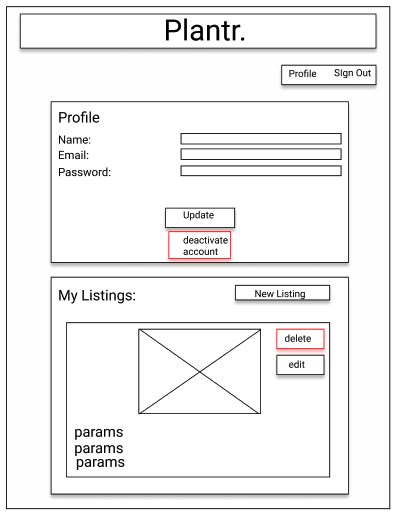 Plantr.
Profile SIgn Out
Profile
Name:
Email:
Password:
Update
deactivate
account
My Listings: New Listing
delete
edit
params
params
params